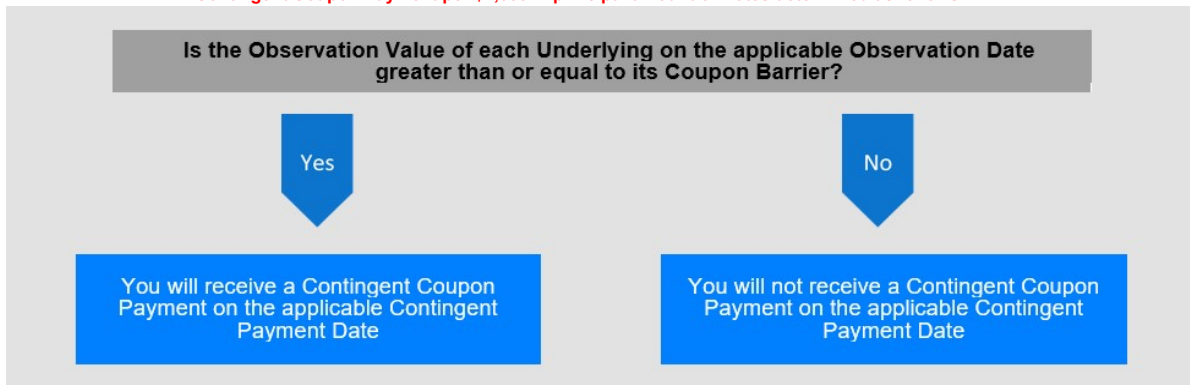 Is the Observation Value of each Underlying on the applicable Observation Date
greater than or equal to its Coupon Barrier?
Yes
No
You will receive a Contingent Coupon
Payment on the applicable Contingent
Payment Date
You will not receive a Contingent Coupon
Payment on the applicable Contingent
Payment Date